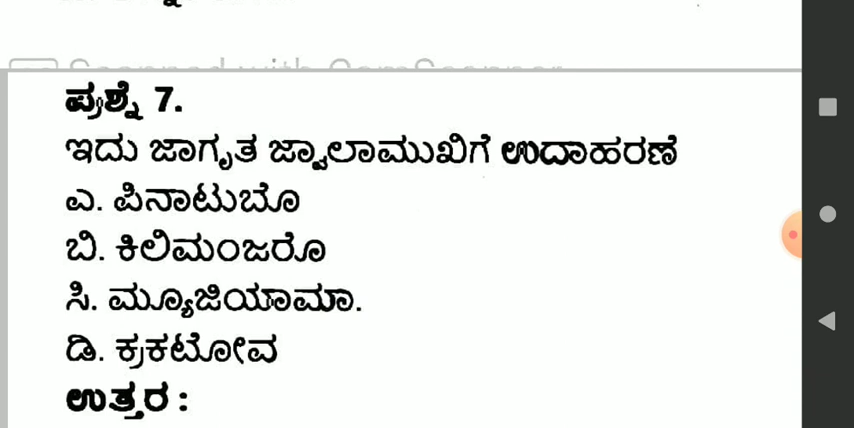 ಪ್ರಶ್ನೆ 7.
ಇದು ಜಾಗೃತ ಜ್ವಾಲಾಮುಖಿಗೆ ಉದಾಹರಣೆ
ಎ. ಪಿನಾಟುಬೊ
ಬಿ. ಕಿಲಿಮಂಜರೊ
ಸಿ. ಮ್ಯೂಜಿಯಾಮಾ.
ಡಿ. ಕ್ರಕಟೋವ
ಉತ್ತರ :